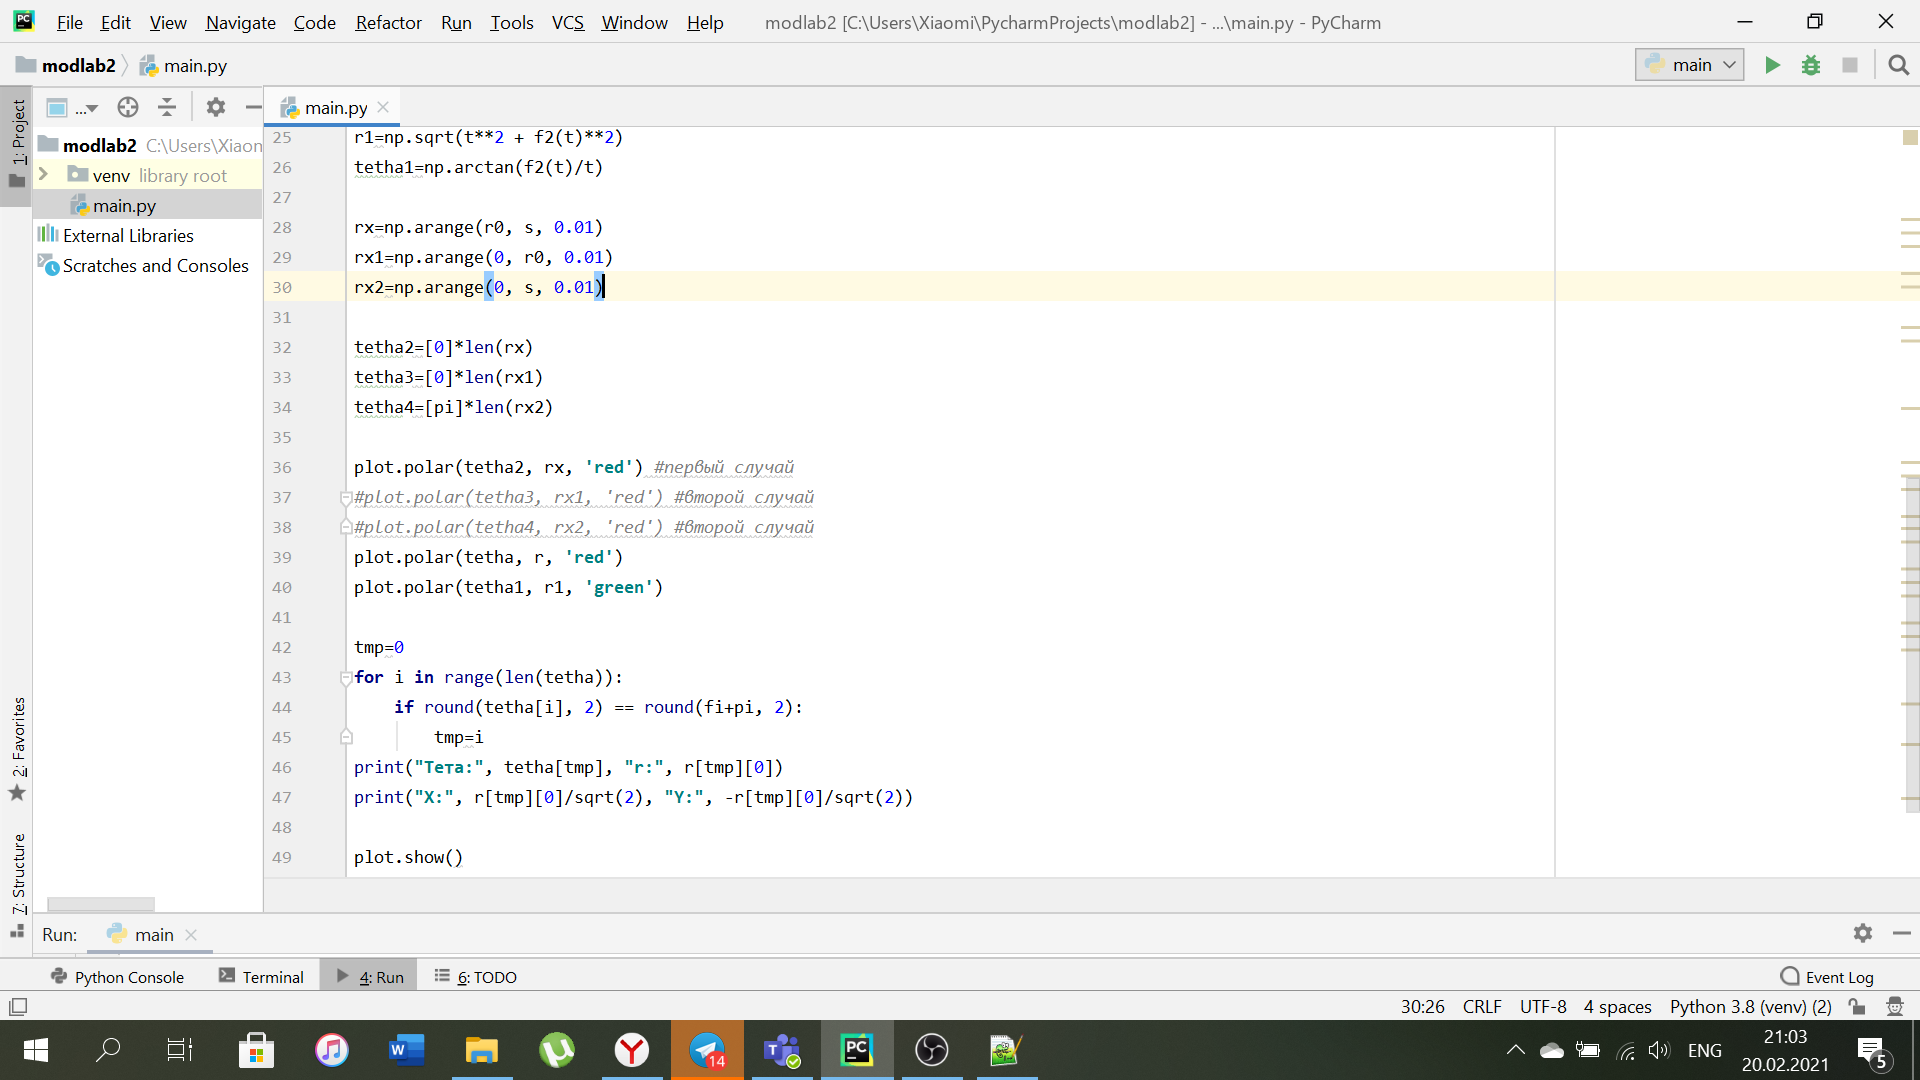 File Edit View Navigate Code Refactor Run Tools VCS Window Help modlab2 [C:\Users\Xiaomi\PycharmProjects\modlab2] - ...\main.py - PyCharm
modlab2 main.py main
1: Project ... main.py
modlab2 C:\Users\Xiaom
venv library root
main.py
External Libraries
Scratches and Consoles
25 r1=np.sqrt(t**2 + f2(t)**2)
26 tetha1=np.arctan(f2(t)/t)
27
28 rx=np.arange(r0, s, 0.01)
29 rx1=np.arange(0, r0, 0.01)
30 rx2=np.arange(0, s, 0.01)
31
32 tetha2=[0]*len(rx)
33 tetha3=[0]*len(rx1)
34 tetha4=[pi]*len(rx2)
35
36 plot.polar(tetha2, rx, 'red') #первый случай
37 #plot.polar(tetha3, rx1, 'red') #второй случай
38 #plot.polar(tetha4, rx2, 'red') #второй случай
39 plot.polar(tetha, r, 'red')
40 plot.polar(tetha1, r1, 'green')
41
42 tmp=0
43 for i in range(len(tetha)):
44 if round(tetha[i], 2) == round(fi+pi, 2):
45 tmp=i
46 print("Тета:", tetha[tmp], "r:", r[tmp][0])
47 print("X:", r[tmp][0]/sqrt(2), "Y:", -r[tmp][0]/sqrt(2))
48
49 plot.show()
2: Favorites
7: Structure
Run: main
Python Console Terminal 4: Run 6: TODO Event Log
30:26 CRLF UTF-8 4 spaces Python 3.8 (venv) (2)
14 ENG 21:03
20.02.2021 5